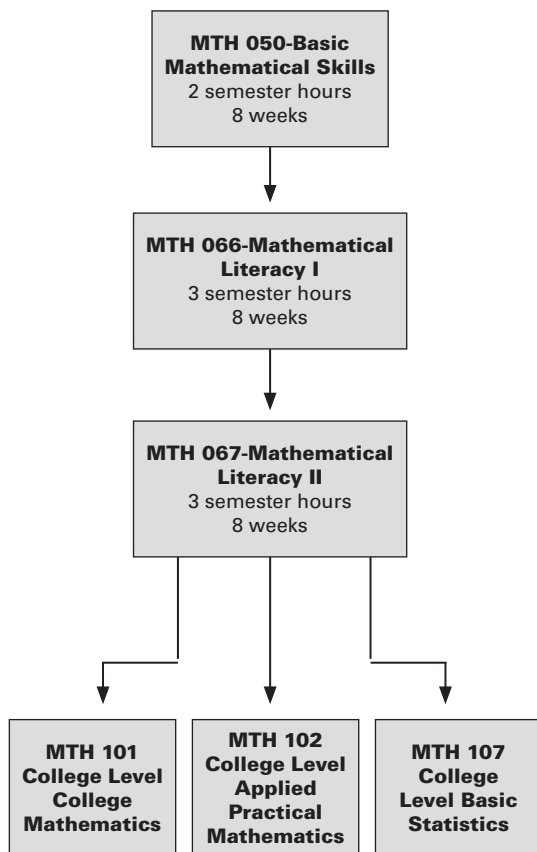 MTH 050-Basic
Mathematical Skills
2 semester hours
8 weeks
MTH 066-Mathematical
Literacy I
3 semester hours
8 weeks
MTH 067-Mathematical
Literacy II
3 semester hours
8 weeks
MTH 101
College Level
College
Mathematics
MTH 102
College Level
Applied
Practical
Mathematics
MTH 107
College
Level Basic
Statistics